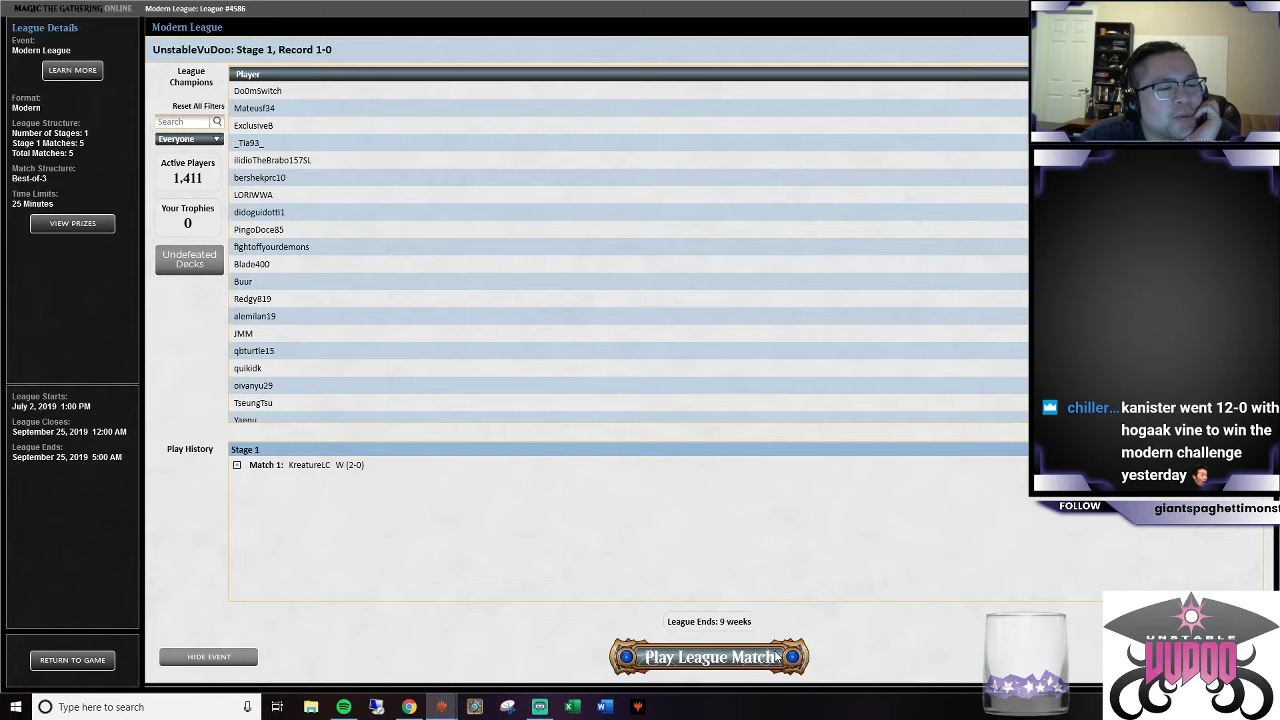 MAGIC THE GATHERING ONLINE
Modern League: League #4586
League Details
Event:
Modern League
LEARN MORE
Format:
Modern
League Structure:
Number of Stages: 1
Stage 1 Matches: 5
Total Matches: 5
Match Structure:
Best-of-3
Time Limits:
25 Minutes
VIEW PRIZES
League Starts:
July 2, 2019 1:00 PM
League Closes:
September 25, 2019 12:00 AM
League Ends:
September 25, 2019 5:00 AM
RETURN TO GAME
Modern League
UnstableVuDoo: Stage 1, Record 1-0
League
Champions
Reset All Filters
Search
Everyone
Active Players
1,411
Your Trophies
0
Undefeated
Decks
Player
Do0mSwitch
Mateusf34
ExclusiveB
_Tia93_
ilidioTheBrabo157SL
bershekprc10
LORIWWA
didoguidotti1
PingoDoce85
fightoffyourdemons
Blade400
Buur
Redgy819
alemilan19
JMM
qbturtle15
quikidk
oivanyu29
TseungTsu
Play History
Stage 1
Match 1: KreatureLC W (2-0)
League Ends: 9 weeks
HIDE EVENT
Play League Match
chiller... kanister went 12-0 with
hogaak vine to win the
modern challenge
yesterday
FOLLOW
giantspaghettimonst
UNSTABLE
VUDOO
Type here to search